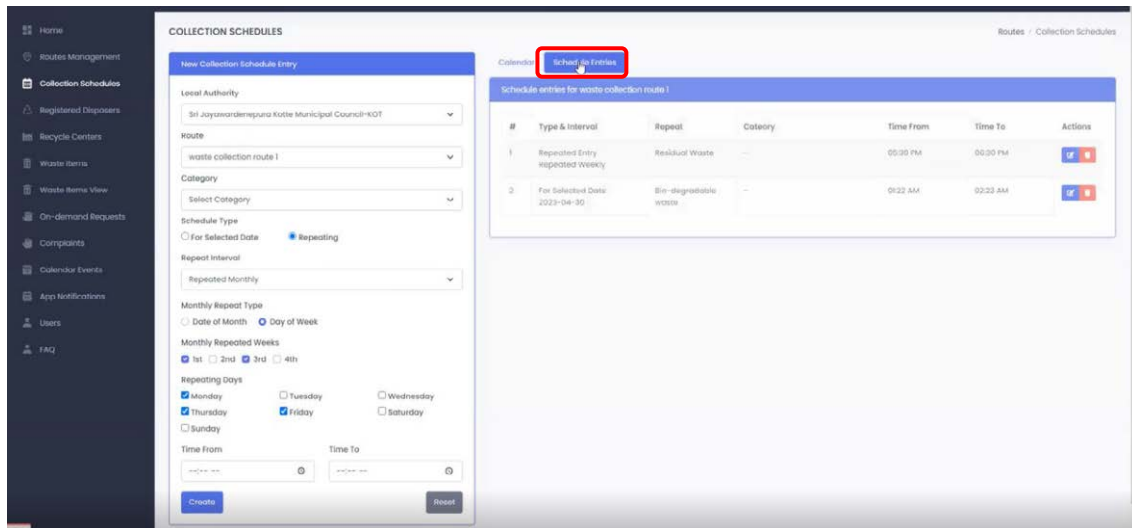 Home
Routes Management
Collection Schedules
Registered Disposers
Recycle Centers
Waste Items
Waste Items View
On-demand Requests
Complaints
Calendar Events
App Notifications
Users
FAQ
COLLECTION SCHEDULES
Routes / Collection Schedules
New Collection Schedule Entry
Local Authority
Sri Jayawardenepura Kotte Municipal Council-KOT
Route
waste collection route 1
Category
Select Category
Schedule Type
For Selected Date Repeating
Repeat Interval
Repeated Monthly
Monthly Repeat Type
Date of Month Day of Week
Monthly Repeated Weeks
1st 2nd 3rd 4th
Repeating Days
Monday Tuesday Wednesday
Thursday Friday Saturday
Sunday
Time From Time To
--:-- -- --:-- --
Create Reset
Calendar Schedule Entries
Schedule entries for waste collection route 1
# Type & Interval Repeat Cateory Time From Time To Actions
1 Repeated Entry Residual Waste -- 05:30 PM 06:30 PM
Repeated Weekly
2 For Selected Date Bio-degradable -- 01:22 AM 02:22 AM
2023-04-30 waste